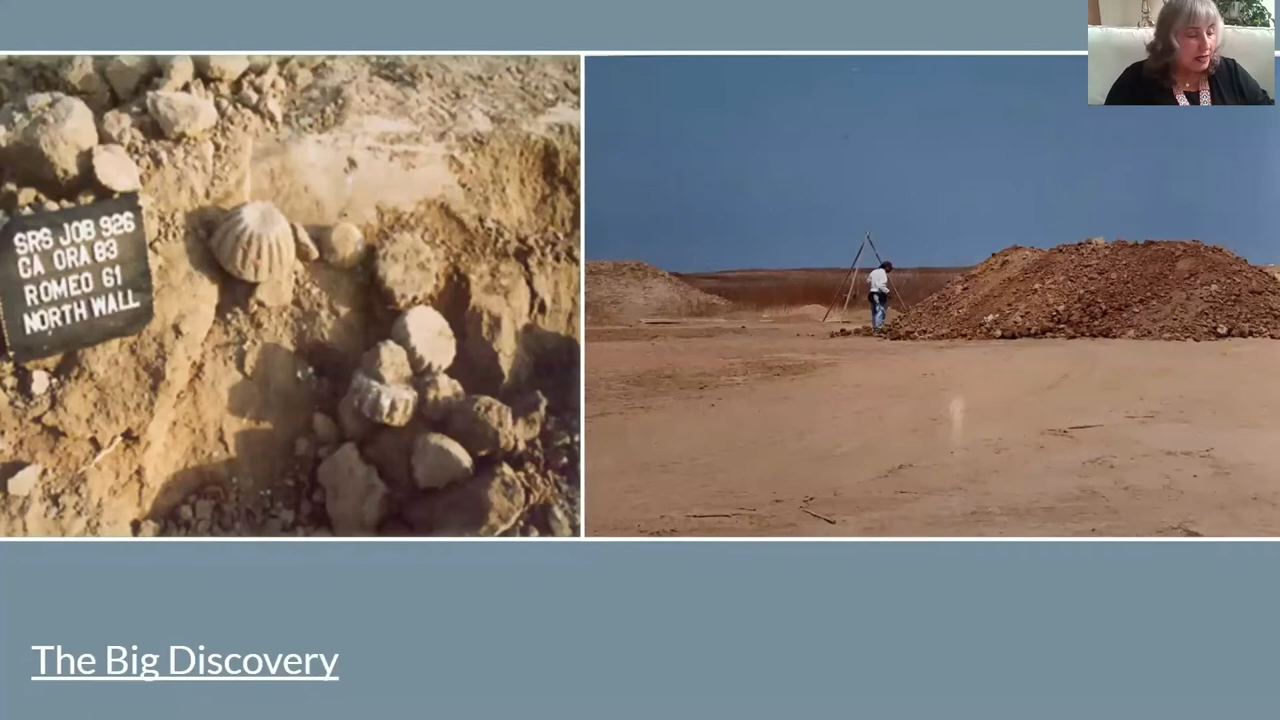 SRS JOB 926
CA ORA 83
ROMEO 61
NORTH WALL
The Big Discovery